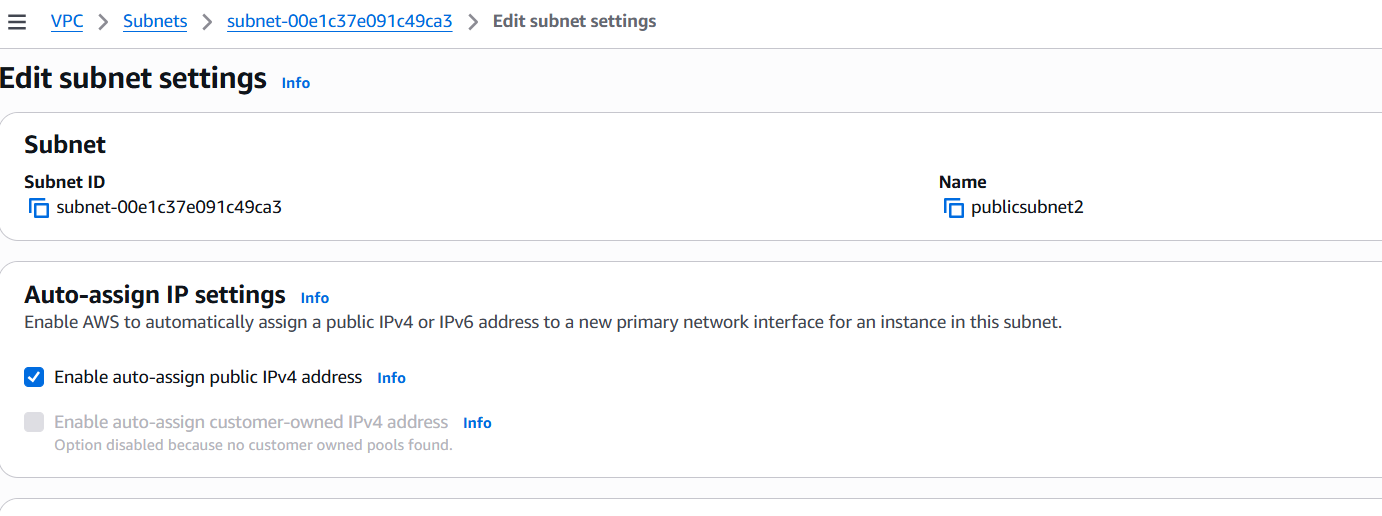 VPC > Subnets > subnet-00e1c37e091c49ca3 > Edit subnet settings
Edit subnet settings Info
Subnet
Subnet ID Name
subnet-00e1c37e091c49ca3 publicsubnet2
Auto-assign IP settings Info
Enable AWS to automatically assign a public IPv4 or IPv6 address to a new primary network interface for an instance in this subnet.
Enable auto-assign public IPv4 address Info
Enable auto-assign customer-owned IPv4 address Info
Option disabled because no customer owned pools found.